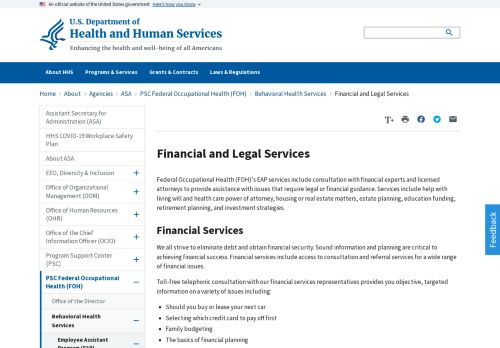 An official website of the United States government Here's how you know
U.S. Department of
Health and Human Services
Enhancing the health and well-being of all Americans
About HHS Programs & Services Grants & Contracts Laws & Regulations
Home About Agencies ASA PSC Federal Occupational Health (FOH) Behavioral Health Services Financial and Legal Services
Assistant Secretary for
Administration (ASA)
HHS COVID-19 Workplace Safety
Plan
About ASA
EEO, Diversity & Inclusion
Office of Organizational
Management (OOM)
Office of Human Resources
(OHR)
Office of the Chief
Information Officer (OCIO)
Program Support Center
(PSC)
PSC Federal Occupational
Health (FOH)
Office of the Director
Behavioral Health
Services
Employee Assistant
Program (EAP)
T+
Financial and Legal Services
Federal Occupational Health (FOH)'s EAP services include consultation with financial experts and licensed
attorneys to provide assistance with issues that require legal or financial guidance. Services include help with
living will and health care power of attorney, housing or real estate matters, estate planning, education funding,
retirement planning, and investment strategies.
Financial Services
We all strive to eliminate debt and obtain financial security. Sound information and planning are critical to
achieving financial success. Financial services include access to consultation and referral services for a wide
range of financial issues.
Toll-free telephonic consultation with our financial services representatives provides you objective, targeted
information on a variety of issues including:
• Should you buy or lease your next car
• Selecting which credit card to pay off first
• Family budgeting
• The basics of financial planning
Feedback